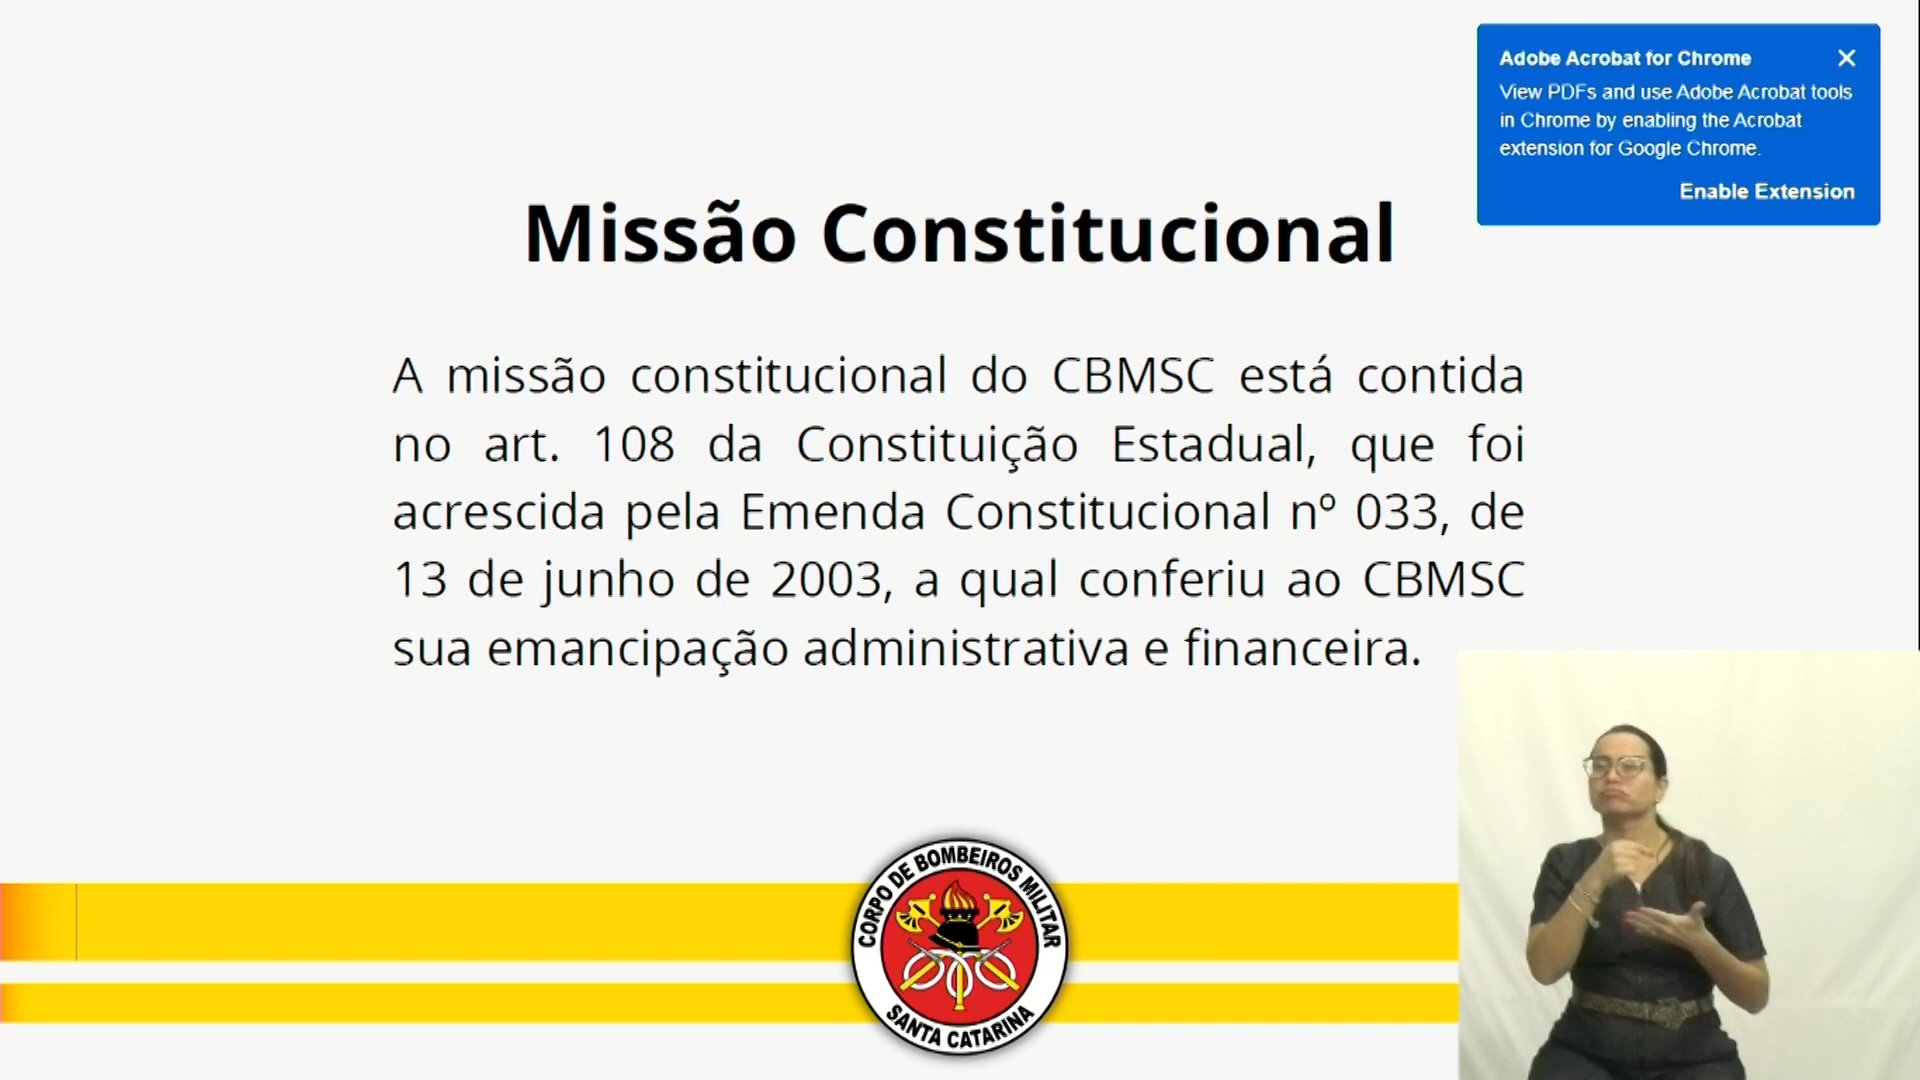 Adobe Acrobat for Chrome
View PDFs and use Adobe Acrobat tools
in Chrome by enabling the Acrobat
extension for Google Chrome.
Enable Extension
Missão Constitucional
A missão constitucional do CBMSC está contida
no art. 108 da Constituição Estadual, que foi
acrescida pela Emenda Constitucional nº 033, de
13 de junho de 2003, a qual conferiu ao CBMSC
sua emancipação administrativa e financeira.
CORPO DE BOMBEIROS MILITAR
SANTA CATARINA